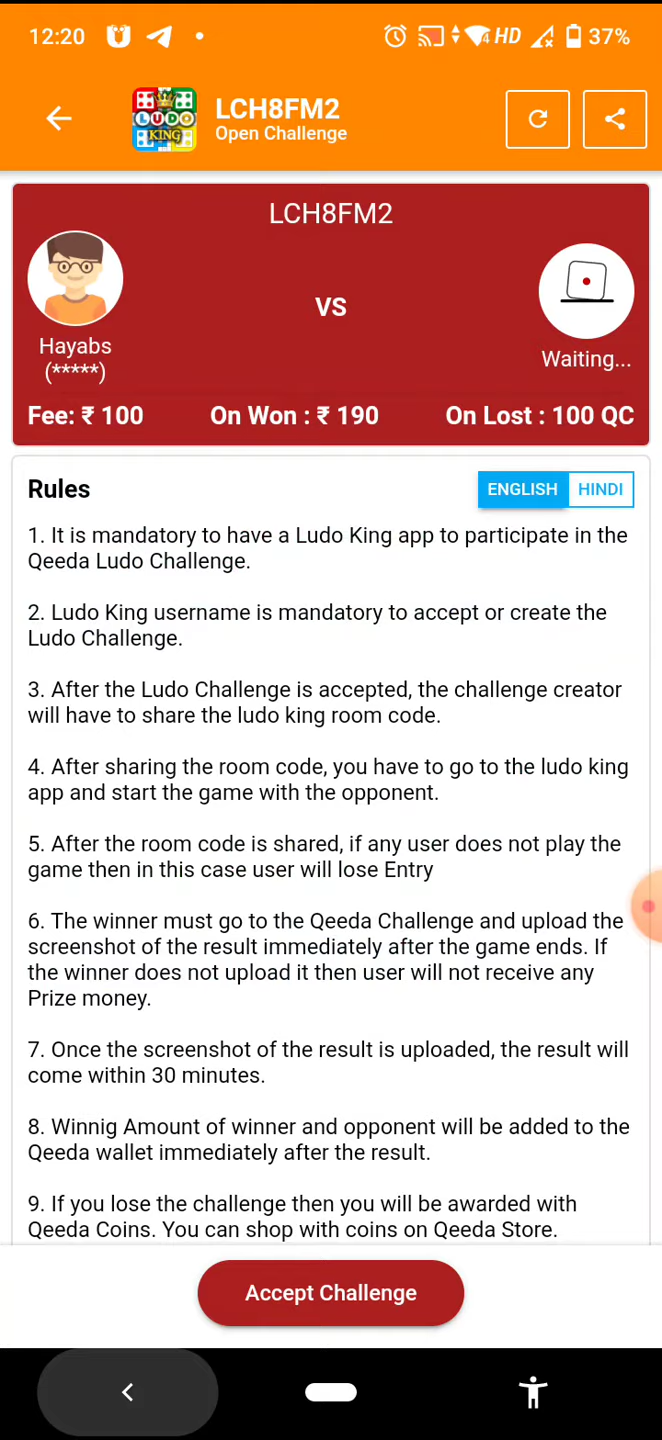 12:20
HD
37%
LUDO
KING
LCH8FM2
Open Challenge
LCH8FM2
VS
Hayabs
(*****)
Waiting...
Fee: ₹ 100 On Won : ₹ 190 On Lost : 100 QC
Rules
ENGLISH HINDI
1. It is mandatory to have a Ludo King app to participate in the
Qeeda Ludo Challenge.
2. Ludo King username is mandatory to accept or create the
Ludo Challenge.
3. After the Ludo Challenge is accepted, the challenge creator
will have to share the ludo king room code.
4. After sharing the room code, you have to go to the ludo king
app and start the game with the opponent.
5. After the room code is shared, if any user does not play the
game then in this case user will lose Entry
6. The winner must go to the Qeeda Challenge and upload the
screenshot of the result immediately after the game ends. If
the winner does not upload it then user will not receive any
Prize money.
7. Once the screenshot of the result is uploaded, the result will
come within 30 minutes.
8. Winnig Amount of winner and opponent will be added to the
Qeeda wallet immediately after the result.
9. If you lose the challenge then you will be awarded with
Qeeda Coins. You can shop with coins on Qeeda Store.
Accept Challenge